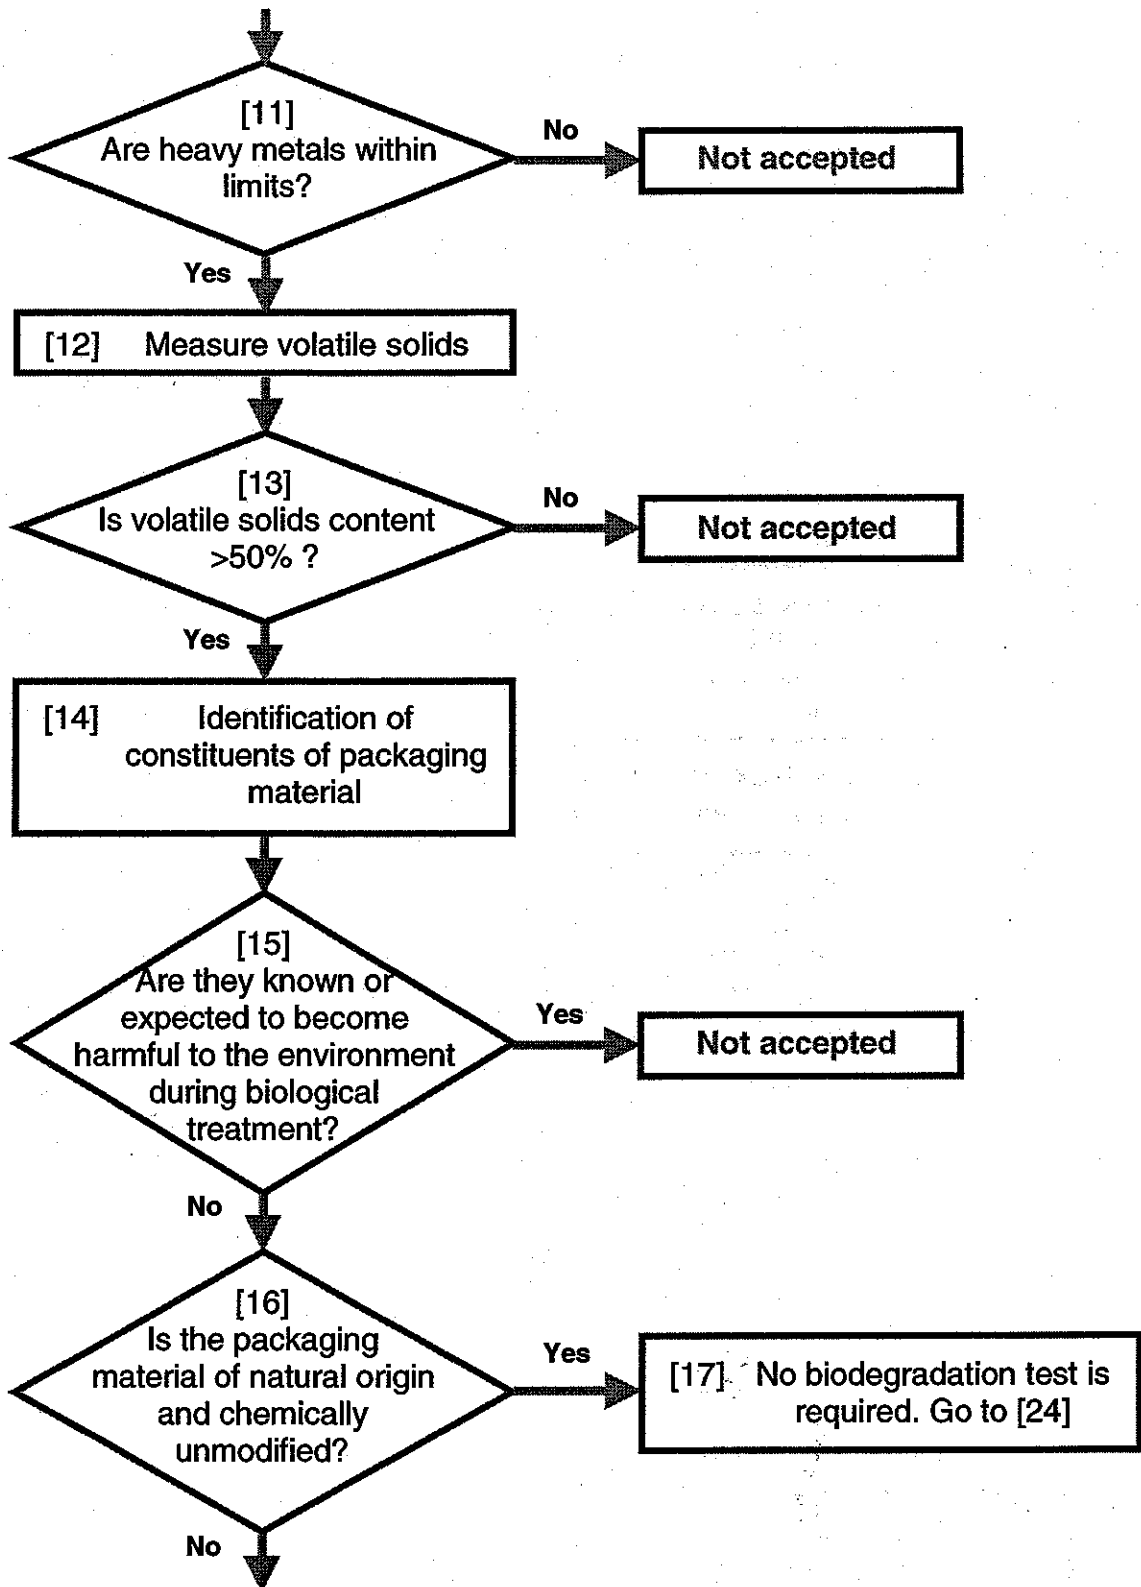 [11]
Are heavy metals within
limits?
No
Not accepted
Yes
[12] Measure volatile solids
[13]
Is volatile solids content
>50% ?
No
Not accepted
Yes
[14] Identification of
constituents of packaging
material
[15]
Are they known or
expected to become
harmful to the environment
during biological
treatment?
Yes
Not accepted
No
[16]
Is the packaging
material of natural origin
and chemically
unmodified?
Yes
[17] No biodegradation test is
required. Go to [24]
No